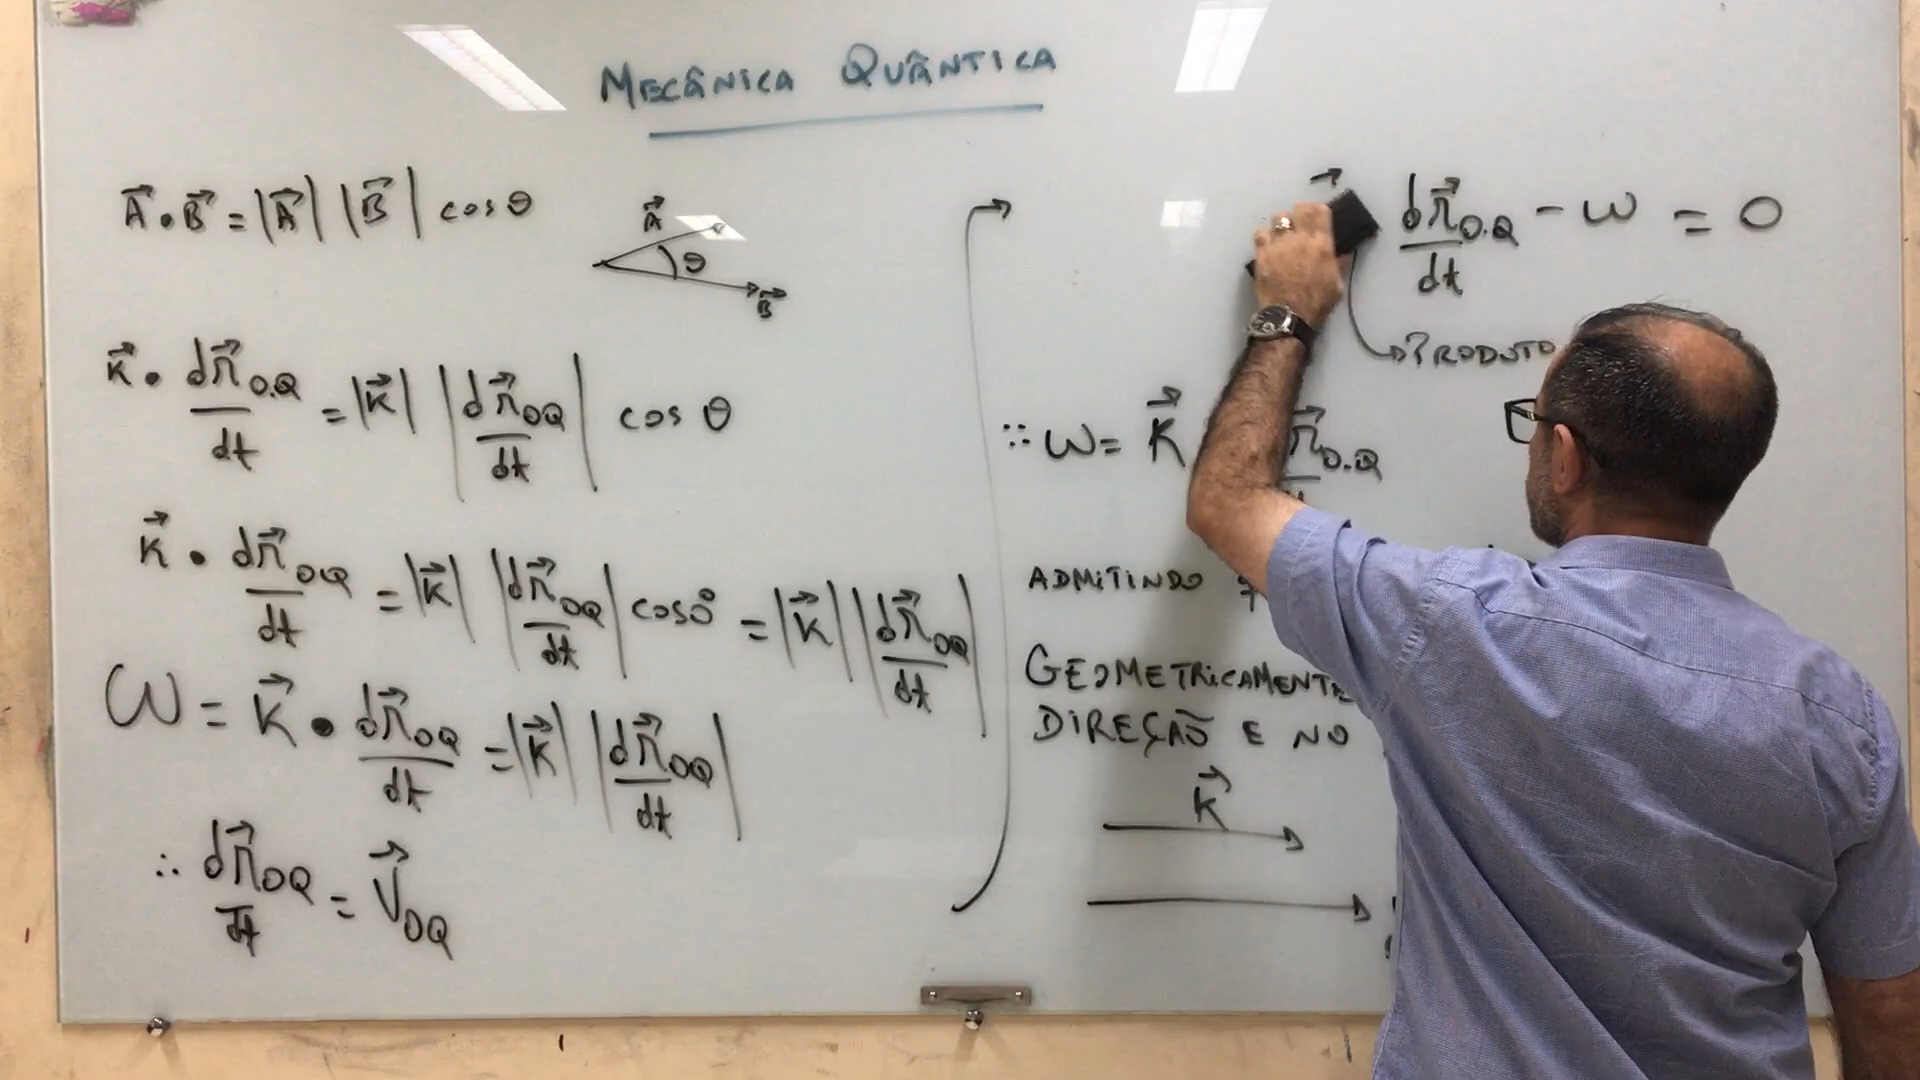 MECÂNICA QUÂNTICA
A⃗ • B⃗ = |A⃗| |B⃗| cos θ
A⃗
θ
B⃗
K⃗ • dr⃗O.Q/dt = |K⃗| |dr⃗OQ/dt| cos θ
K⃗ • dr⃗OQ/dt = |K⃗| |dr⃗OQ/dt| cos 0° = |K⃗| |dr⃗OQ/dt|
ω = K⃗ • dr⃗OQ/dt = |K⃗| |dr⃗OQ/dt|
∴ dr⃗OQ/dt = V⃗OQ
dr⃗O.Q/dt - ω = 0
PRODUTO
∵ ω = K⃗ r⃗O.Q
ADMITINDO
GEOMETRICAMENTE
DIREÇÃO E NO
K⃗